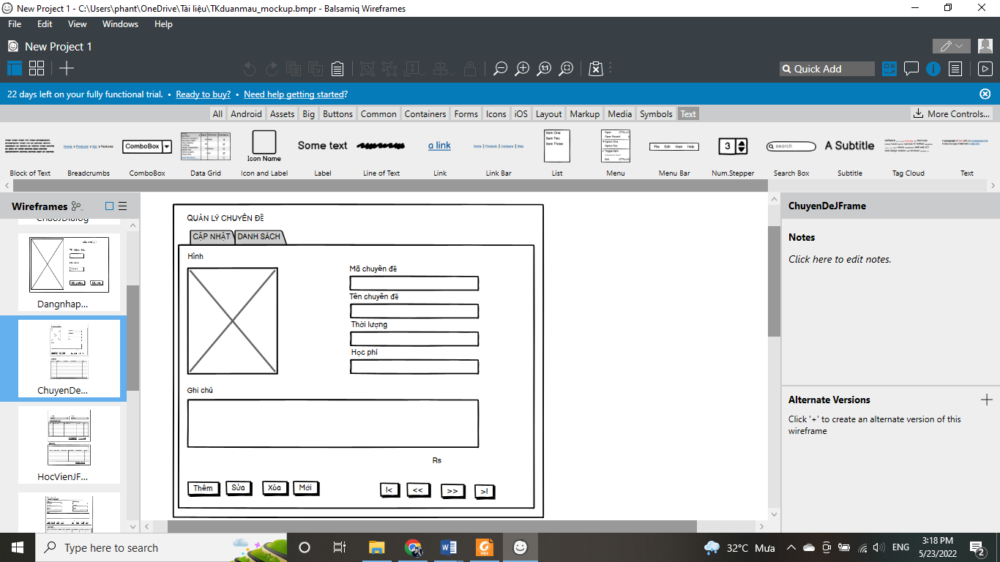 New Project 1 - C:\Users\phant\OneDrive\Tài liệu\TKduanmau_mockup.bmpr - Balsamiq Wireframes
File Edit View Windows Help
New Project 1
Quick Add
22 days left on your fully functional trial. • Ready to buy? • Need help getting started?
All Android Assets Big Buttons Common Containers Forms Icons iOS Layout Markup Media Symbols Text
More Controls...
ComboBox
Icon Name
Some text
a link
Home | Products | Company | Blog
Item One
Item Two
Item Three
File Edit View Help
3
search
A Subtitle
Block of Text Breadcrumbs ComboBox Data Grid Icon and Label Label Line of Text Link Link Bar List Menu Menu Bar Num.Stepper Search Box Subtitle Tag Cloud Text
Wireframes
ChaoJDialog
Dangnhap...
ChuyenDe...
HocVienJF...
QUẢN LÝ CHUYÊN ĐỀ
CẬP NHẬT DANH SÁCH
Hình
Mã chuyên đề
Tên chuyên đề
Thời lượng
Học phí
Ghi chú
Rs
Thêm Sửa Xóa Mới |< << >> >|
ChuyenDeJFrame
Notes
Click here to edit notes.
Alternate Versions
Click '+' to create an alternate version of this
wireframe
Type here to search
32°C Mưa
ENG
3:18 PM
5/23/2022
2